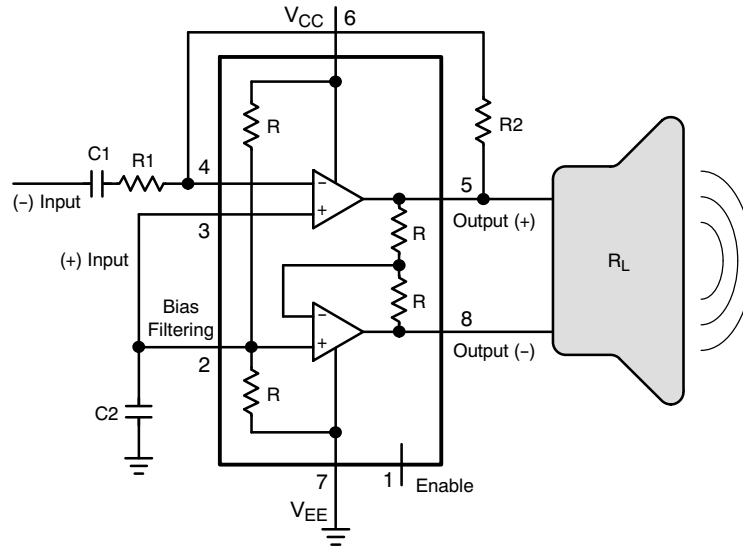 VCC 6
R
R2
C1 R1
4
−
(−) Input
5
+
3
Output (+)
R
(+) Input
RL
R
Bias
Filtering
−
8
+
2
Output (−)
R
C2
7
1
Enable
VEE